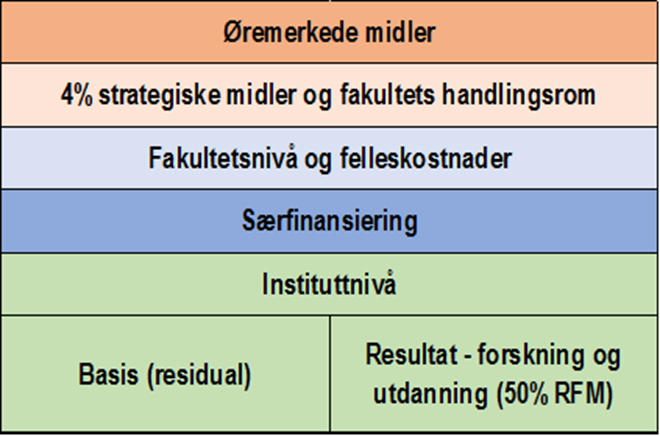 Øremerkede midler
4% strategiske midler og fakultets handlingsrom
Fakultetsnivå og felleskostnader
Særfinansiering
Instituttnivå
Basis (residual)
Resultat - forskning og
utdanning (50% RFM)